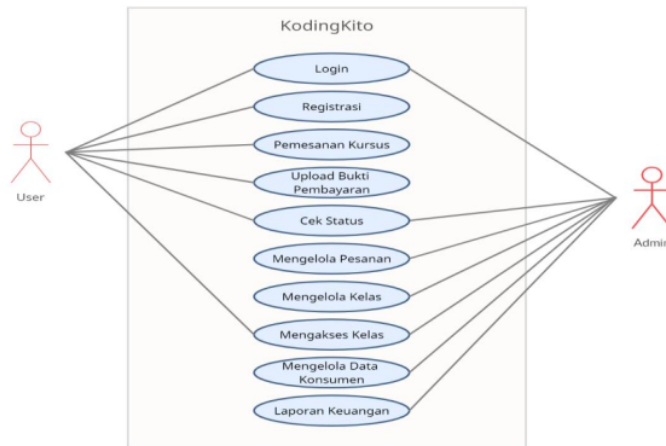 KodingKito
Login
Registrasi
Pemesanan Kursus
Upload Bukti
Pembayaran
User
Cek Status
Admin
Mengelola Pesanan
Mengelola Kelas
Mengakses Kelas
Mengelola Data
Konsumen
Laporan Keuangan